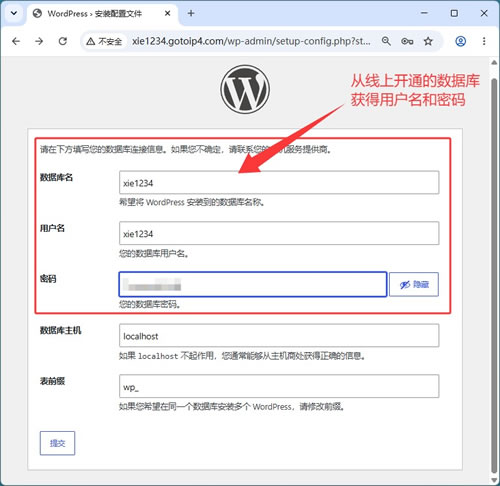 WordPress › 安装配置文件
不安全
xie1234.gotoip4.com/wp-admin/setup-config.php?st...
从线上开通的数据库
获得用户名和密码
请在下方填写您的数据库连接信息。如果您不确定，请联系您的 机服务提供商。
数据库名
xie1234
希望将 WordPress 安装到的数据库名称。
用户名
xie1234
您的数据库用户名。
密码
隐藏
您的数据库密码。
数据库主机
localhost
如果 localhost 不起作用，您通常能够从主机商处获得正确的信息。
表前缀
wp_
如果您希望在同一个数据库安装多个 WordPress，请修改前缀。
提交